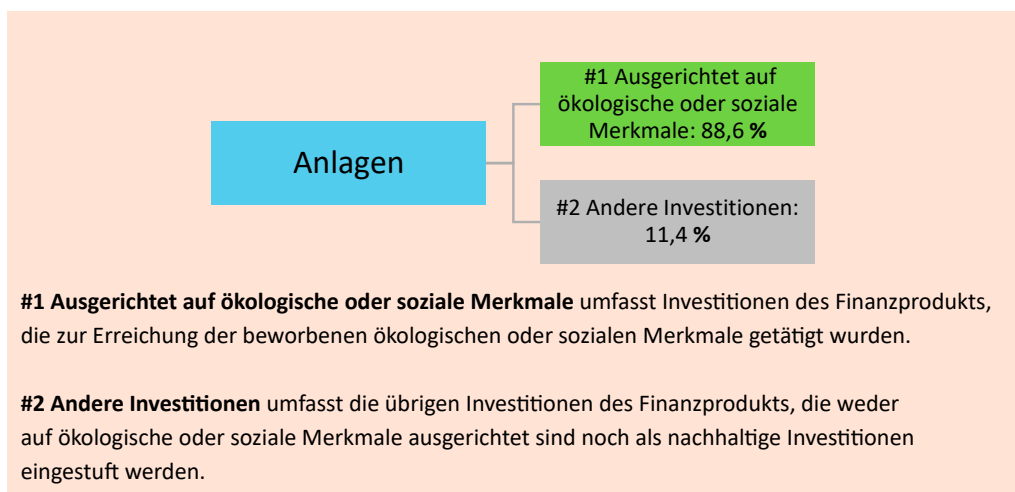 #1 Ausgerichtet auf
ökologische oder soziale
Merkmale: 88,6 %
Anlagen
#2 Andere Investitionen:
11,4 %
#1 Ausgerichtet auf ökologische oder soziale Merkmale umfasst Investitionen des Finanzprodukts,
die zur Erreichung der beworbenen ökologischen oder sozialen Merkmale getätigt wurden.
#2 Andere Investitionen umfasst die übrigen Investitionen des Finanzprodukts, die weder
auf ökologische oder soziale Merkmale ausgerichtet sind noch als nachhaltige Investitionen
eingestuft werden.